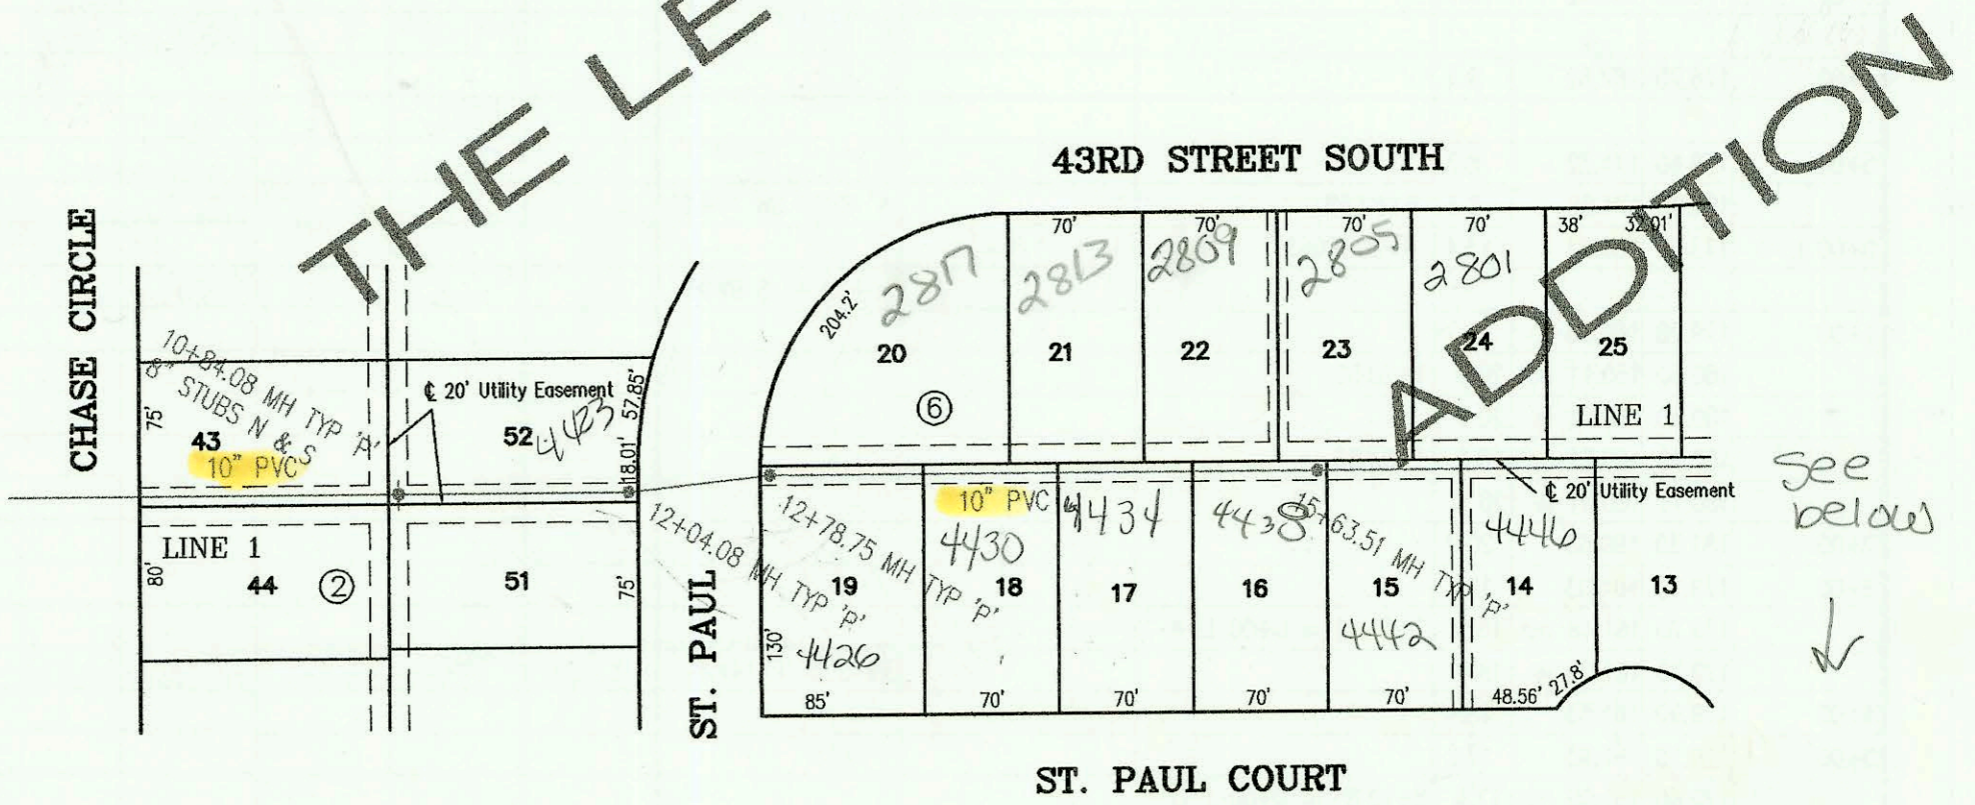 THE LE
ADDITION
43RD STREET SOUTH
CHASE CIRCLE
10+84.08 MH TYP 'P'
8" STUBS N & S
75'
43
10" PVC
℄ 20' Utility Easement
52
4423
57.85'
18.01'
LINE 1
80'
44
2
51
75'
12+04.08 MH TYP 'P'
ST. PAUL
204.2'
2817
20
6
70'
2813
21
70'
2809
22
70'
2805
23
70'
2801
24
38'
32.01'
25
LINE 1
12+78.75 MH TYP 'P'
19
130'
4426
85'
10" PVC
4430
18
70'
4434
17
70'
4438
16
70'
15+63.51 MH TYP 'P'
15
4442
70'
℄ 20' Utility Easement
4446
14
48.56'
27.8'
13
See
below
ST. PAUL COURT